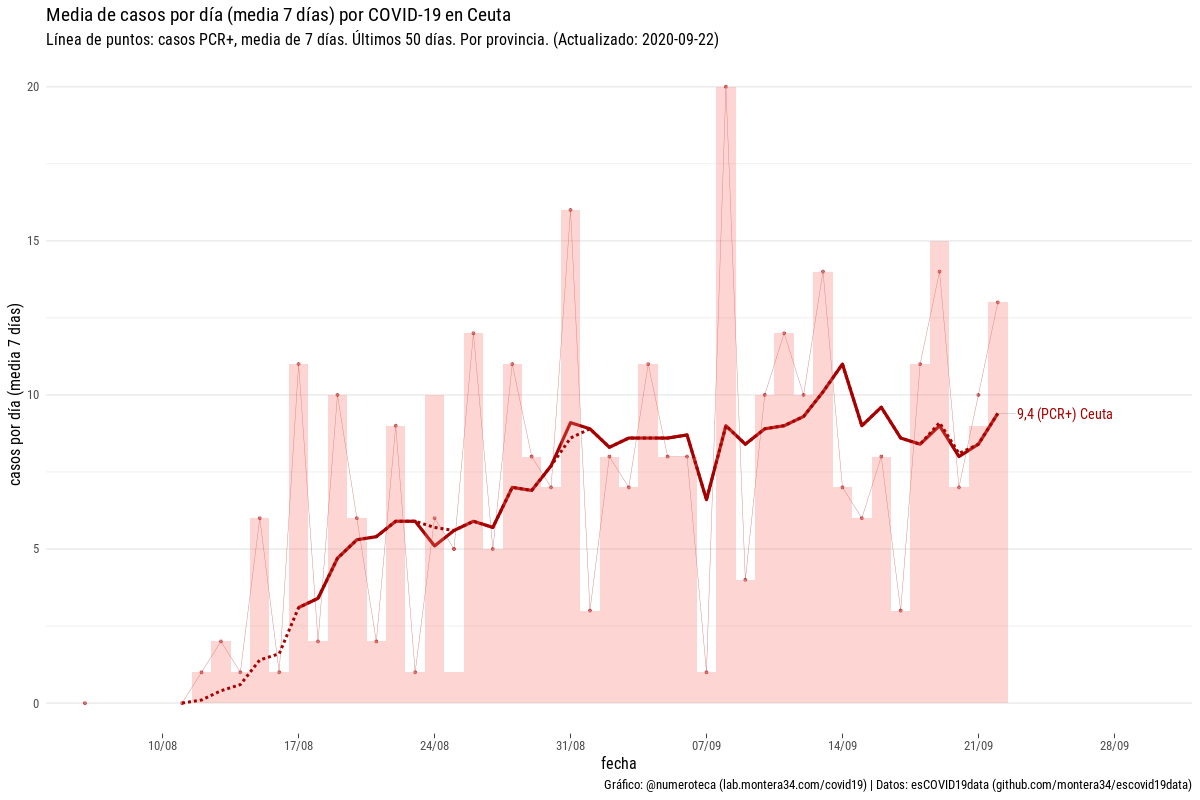 Media de casos por día (media 7 días) por COVID-19 en Ceuta
Línea de puntos: casos PCR+, media de 7 días. Últimos 50 días. Por provincia. (Actualizado: 2020-09-22)
casos por día (media 7 días)
20
15
10
5
0
9,4 (PCR+) Ceuta
10/08 17/08 24/08 31/08 07/09 14/09 21/09 28/09
fecha
Gráfico: @numeroteca (lab.montera34.com/covid19) | Datos: esCOVID19data (github.com/montera34/escovid19data)